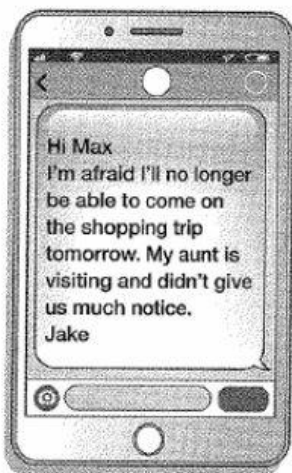 Hi Max
I'm afraid I'll no longer
be able to come on
the shopping trip
tomorrow. My aunt is
visiting and didn't give
us much notice.
Jake